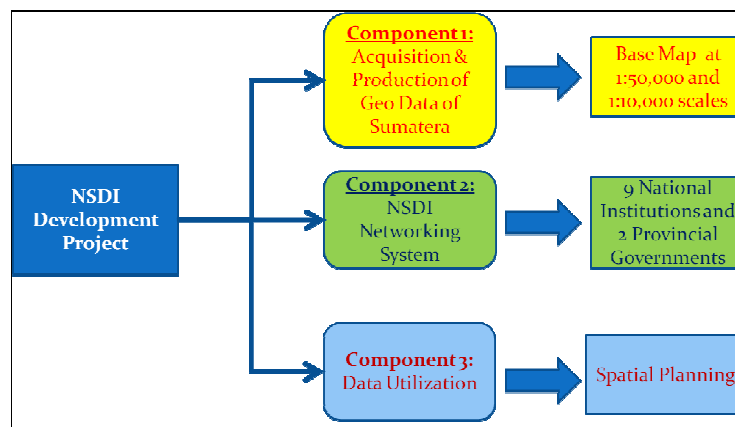 NSDI
Development
Project
Component 1:
Acquisition &
Production of
Geo Data of
Sumatera
Base Map at
1:50,000 and
1:10,000 scales
Component 2:
NSDI
Networking
System
9 National
Institutions and
2 Provincial
Governments
Component 3:
Data Utilization
Spatial Planning